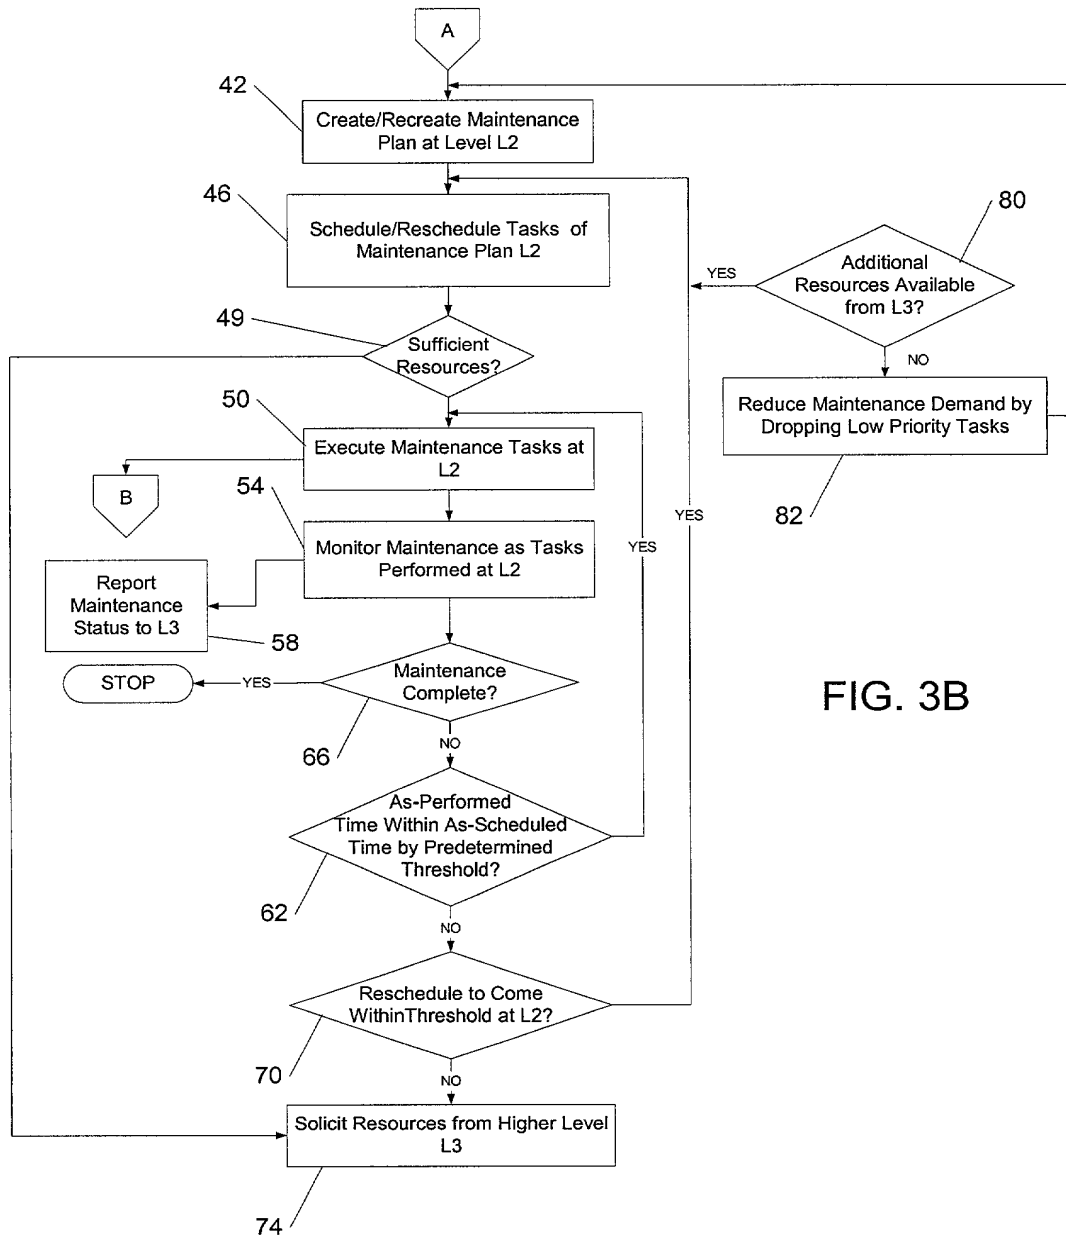 A
42
Create/Recreate Maintenance
Plan at Level L2
46
Schedule/Reschedule Tasks of
Maintenance Plan L2
80
Additional
Resources Available
from L3?
YES
NO
49
Sufficient
Resources?
Reduce Maintenance Demand by
Dropping Low Priority Tasks
82
50
Execute Maintenance Tasks at
L2
B
54
Monitor Maintenance as Tasks
Performed at L2
YES
YES
Report
Maintenance
Status to L3
58
Maintenance
Complete?
YES
STOP
66
NO
FIG. 3B
As-Performed
Time Within As-Scheduled
Time by Predetermined
Threshold?
62
NO
Reschedule to Come
WithinThreshold at L2?
70
NO
Solicit Resources from Higher Level
L3
74